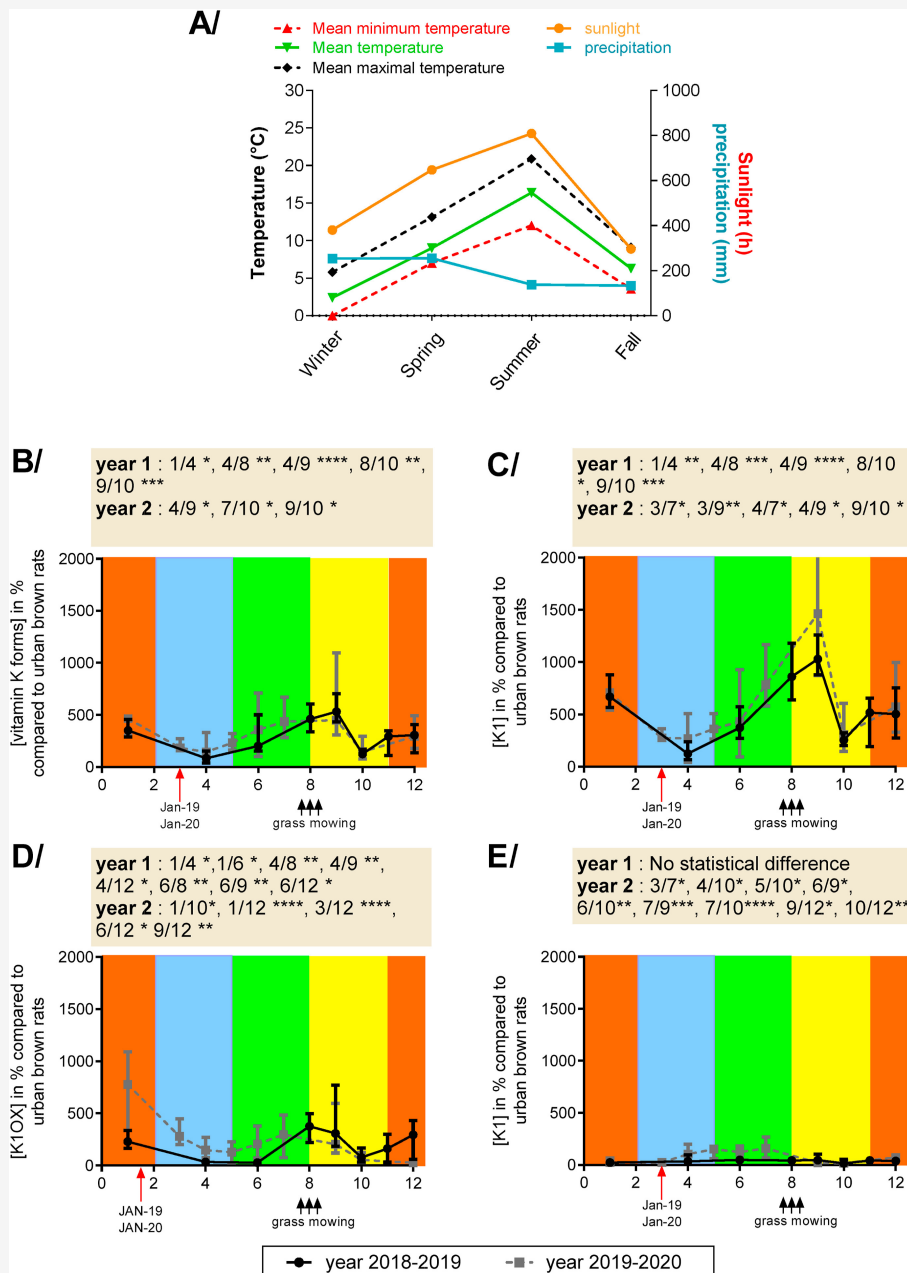 A/
Mean minimum temperature
sunlight
Mean temperature
precipitation
Mean maximal temperature
30
25
20
15
10
5
0
Temperature (°C)
1000
800
600
400
200
0
Sunlight (h)
precipitation (mm)
Winter
Spring
Summer
Fall
B/
year 1 : 1/4 *, 4/8 **, 4/9 ****, 8/10 **,
9/10 ***
year 2 : 4/9 *, 7/10 *, 9/10 *
[vitamin K forms] in %
compared to urban brown rats
2000
1500
1000
500
0
0 2 4 6 8 10 12
Jan-19
Jan-20
grass mowing
C/
year 1 : 1/4 **, 4/8 ***, 4/9 ****, 8/10
*, 9/10 ***
year 2 : 3/7*, 3/9**, 4/7*, 4/9 *, 9/10 *
[K1] in % compared to
urban brown rats
2000
1500
1000
500
0
0 2 4 6 8 10 12
Jan-19
Jan-20
grass mowing
D/
year 1 : 1/4 *,1/6 *, 4/8 **, 4/9 **,
4/12 *, 6/8 **, 6/9 **, 6/12 *
year 2 : 1/10*, 1/12 ****, 3/12 ****,
6/12 * 9/12 **
[K1OX] in % compared to
urban brown rats
2000
1500
1000
500
0
0 2 4 6 8 10 12
JAN-19
JAN-20
grass mowing
E/
year 1 : No statistical difference
year 2 : 3/7*, 4/10*, 5/10*, 6/9*,
6/10**, 7/9***, 7/10****, 9/12*, 10/12**
[K1] in % compared to
urban brown rats
2000
1500
1000
500
0
0 2 4 6 8 10 12
Jan-19
Jan-20
grass mowing
year 2018-2019
year 2019-2020